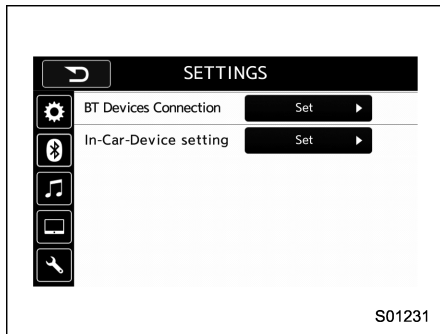 SETTINGS
BT Devices Connection Set
In-Car-Device setting Set
S01231